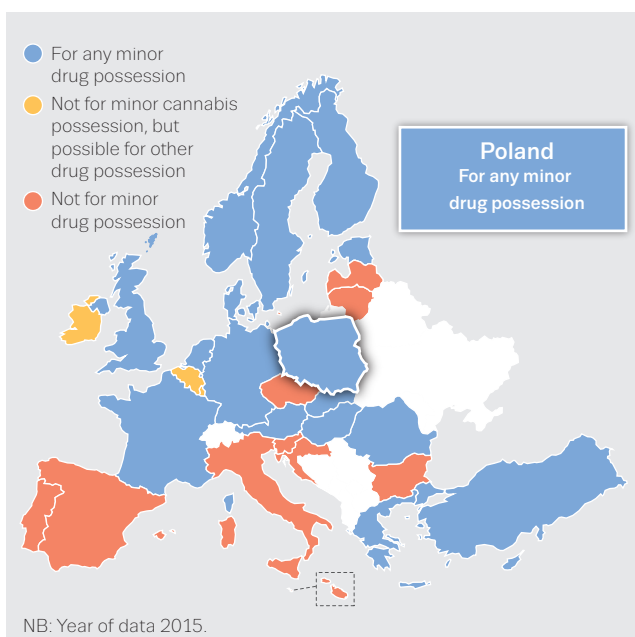 For any minor
drug possession
Not for minor cannabis
possession, but
possible for other
drug possession
Not for minor
drug possession
Poland
For any minor
drug possession
NB: Year of data 2015.